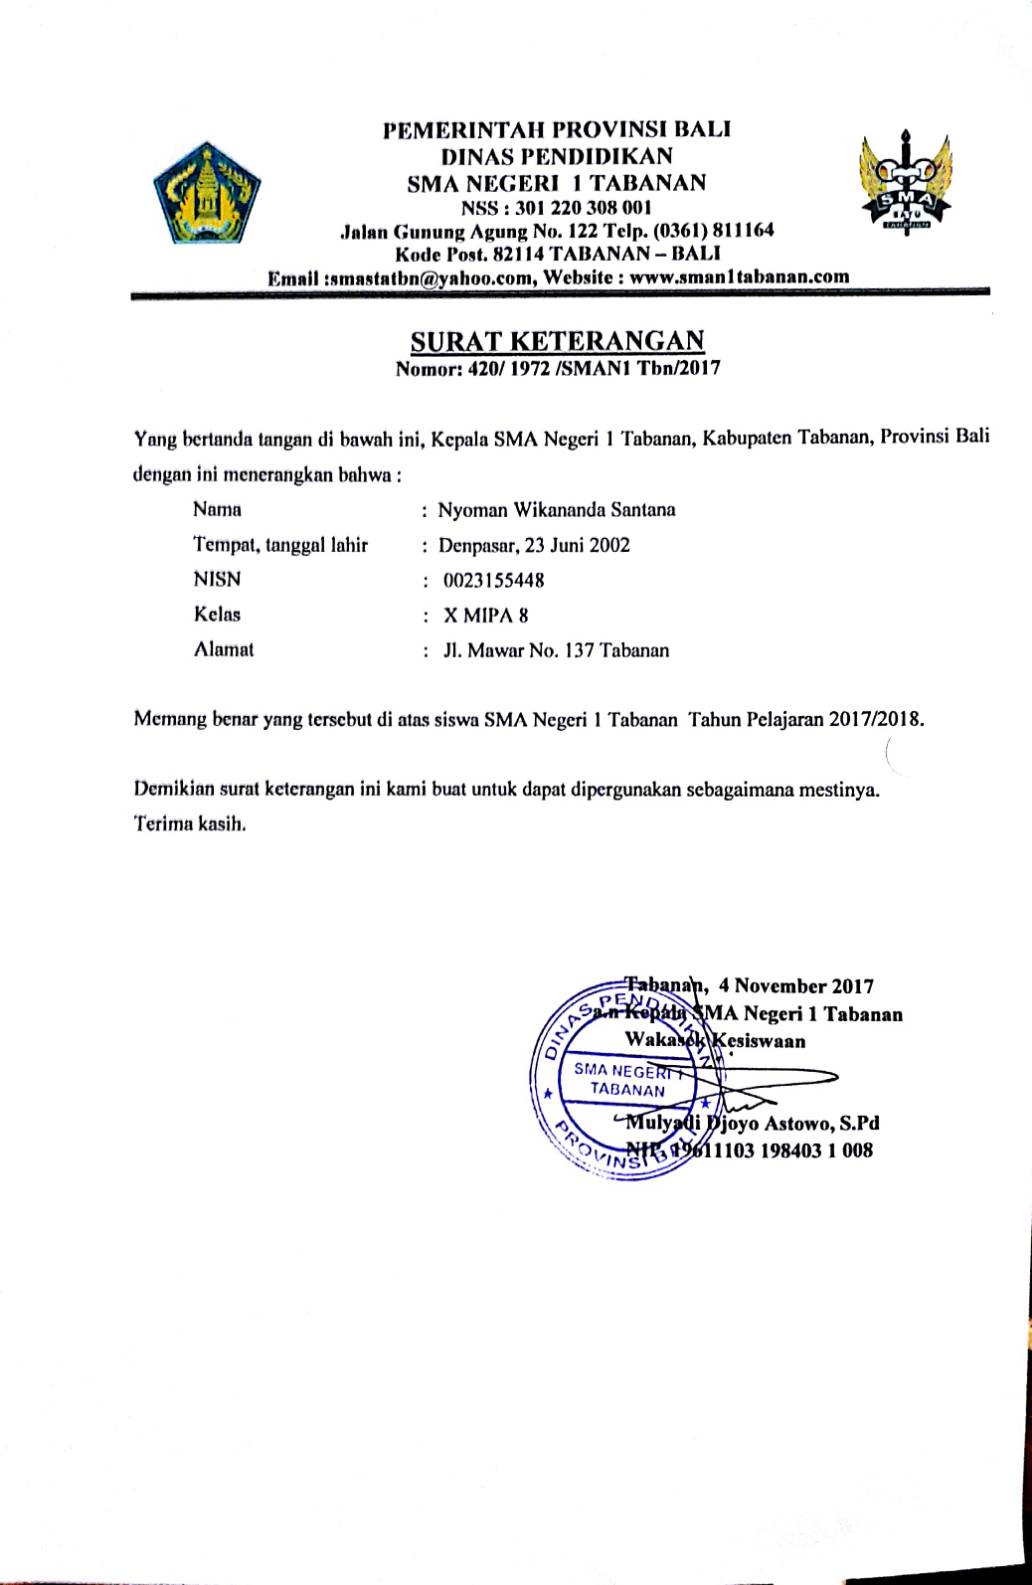 PEMERINTAH PROVINSI BALI
DINAS PENDIDIKAN
SMA NEGERI 1 TABANAN
NSS : 301 220 308 001
Jalan Gunung Agung No. 122 Telp. (0361) 811164
Kode Post. 82114 TABANAN – BALI
Email :smastatbn@yahoo.com, Website : www.sman1tabanan.com
SMA
SATU
TABANAN
SURAT KETERANGAN
Nomor: 420/ 1972 /SMAN1 Tbn/2017
Yang bertanda tangan di bawah ini, Kepala SMA Negeri 1 Tabanan, Kabupaten Tabanan, Provinsi Bali
dengan ini menerangkan bahwa :
Nama : Nyoman Wikananda Santana
Tempat, tanggal lahir : Denpasar, 23 Juni 2002
NISN : 0023155448
Kelas : X MIPA 8
Alamat : Jl. Mawar No. 137 Tabanan
Memang benar yang tersebut di atas siswa SMA Negeri 1 Tabanan Tahun Pelajaran 2017/2018.
Demikian surat keterangan ini kami buat untuk dapat dipergunakan sebagaimana mestinya.
Terima kasih.
Tabanan, 4 November 2017
a.n Kepala SMA Negeri 1 Tabanan
Wakasek Kesiswaan
DINAS PENDIDIKAN
SMA NEGERI 1
TABANAN
PROVINSI BALI
Mulyadi Djoyo Astowo, S.Pd
NIP. 19611103 198403 1 008